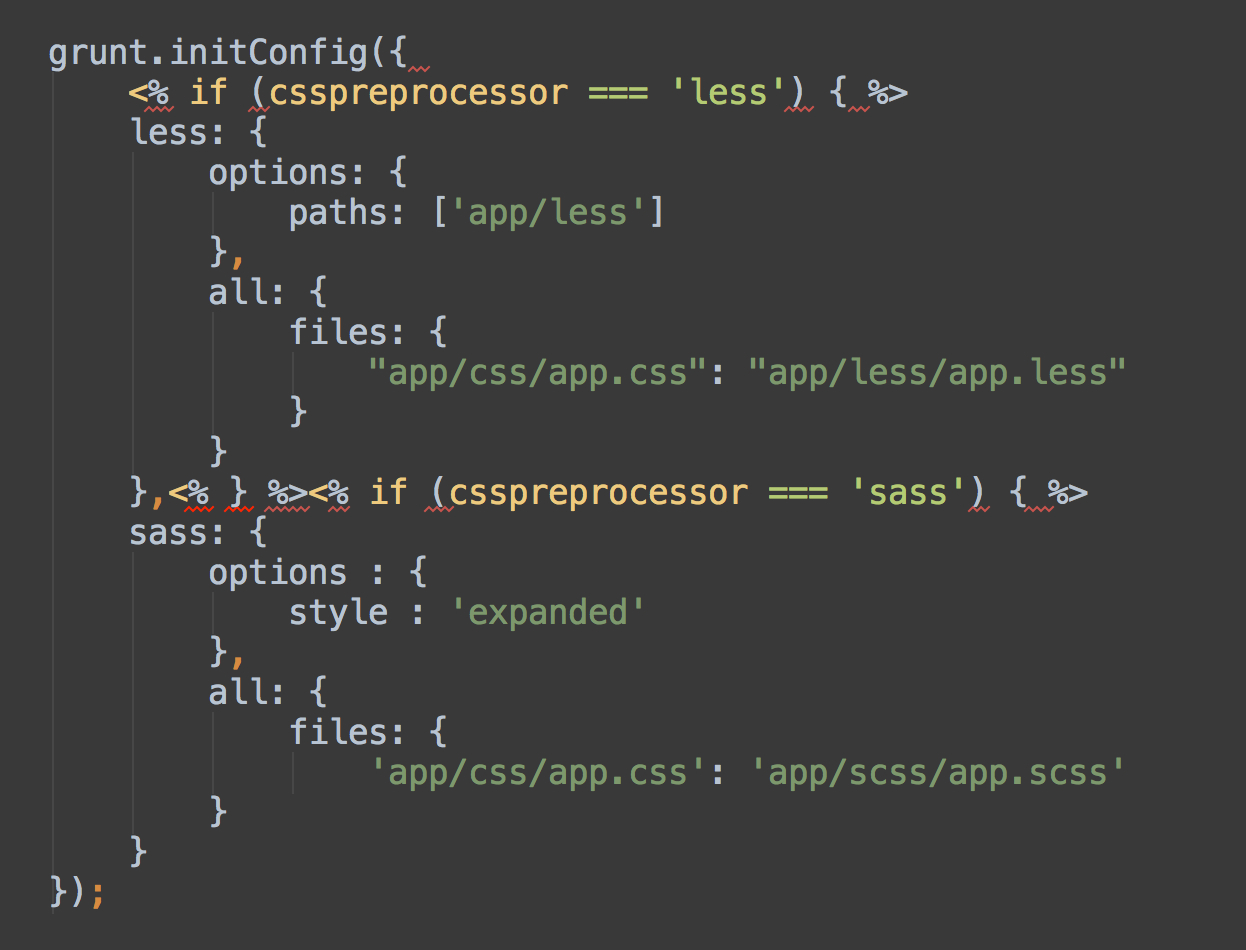 grunt.initConfig({
    <% if (csspreprocessor === 'less') { %>
    less: {
        options: {
            paths: ['app/less']
        },
        all: {
            files: {
                "app/css/app.css": "app/less/app.less"
            }
        }
    },<% } %><% if (csspreprocessor === 'sass') { %>
    sass: {
        options : {
            style : 'expanded'
        },
        all: {
            files: {
                'app/css/app.css': 'app/scss/app.scss'
        }
    }
});